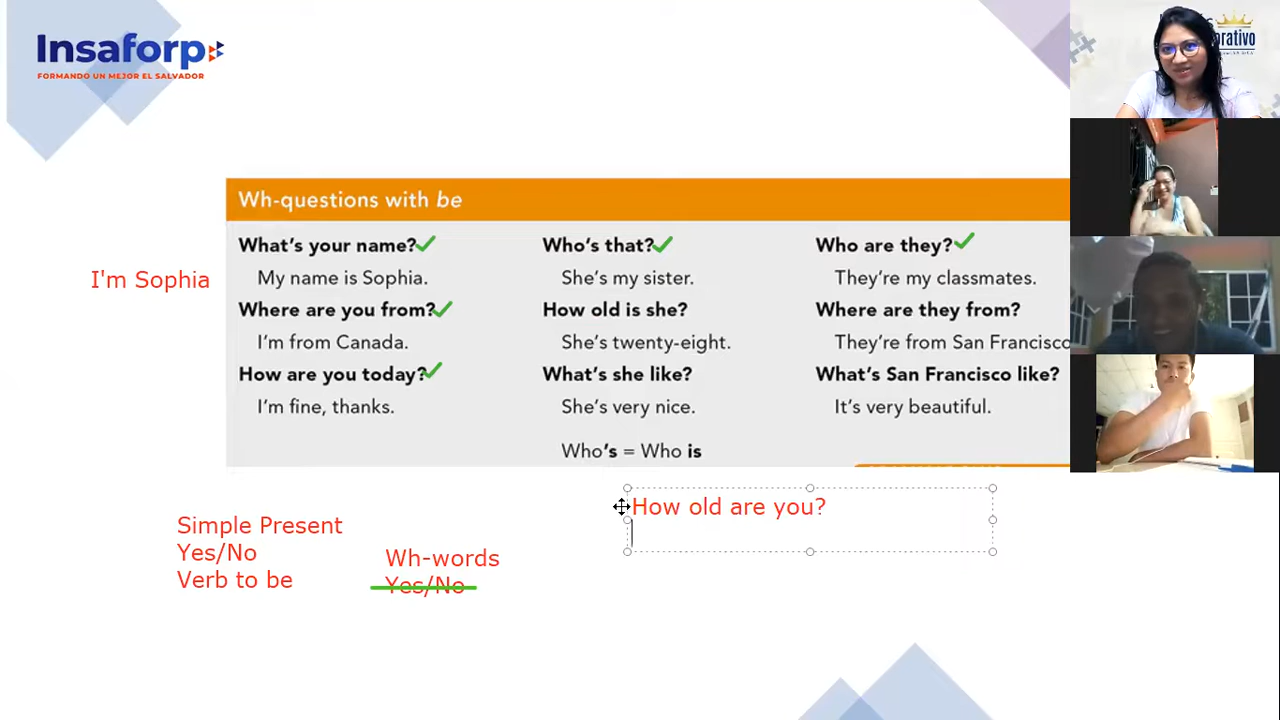 Insaforp
FORMANDO UN MEJOR EL SALVADOR
Wh-questions with be
What's your name?
My name is Sophia.
Where are you from?
I'm from Canada.
How are you today?
I'm fine, thanks.
Who's that?
She's my sister.
How old is she?
She's twenty-eight.
What's she like?
She's very nice.
Who's = Who is
Who are they?
They're my classmates.
Where are they from?
They're from San Francisco
What's San Francisco like?
It's very beautiful.
I'm Sophia
How old are you?
Simple Present
Yes/No
Verb to be
Wh-words
Yes/No